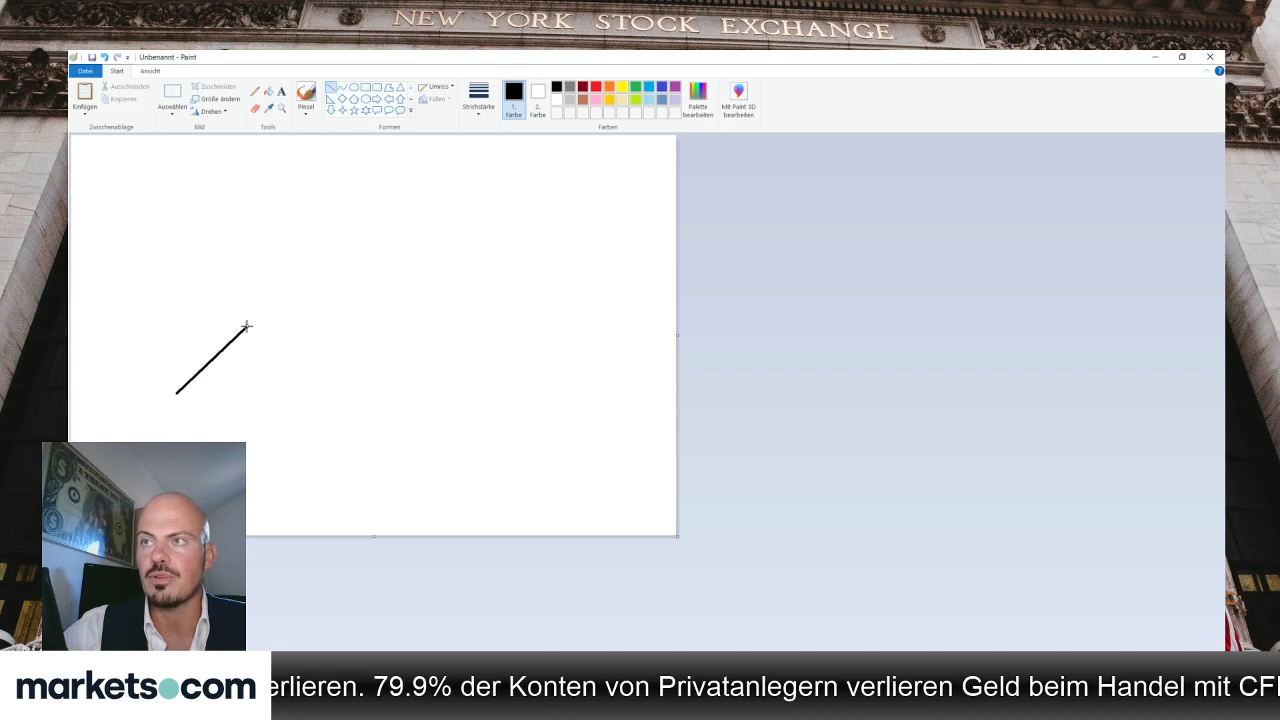 NEW YORK STOCK EXCHANGE
Unbenannt - Paint
Datei Start Ansicht
Einfügen
Ausschneiden
Kopieren
Zwischenablage
Auswählen
Zuschneiden
Größe ändern
Drehen
Bild
Tools
Pinsel
Umriss
Füllen
Formen
Strichstärke
1. Farbe
2. Farbe
Palette bearbeiten
Mit Paint 3D bearbeiten
Farben
markets.com
erlieren. 79.9% der Konten von Privatanlegern verlieren Geld beim Handel mit CF